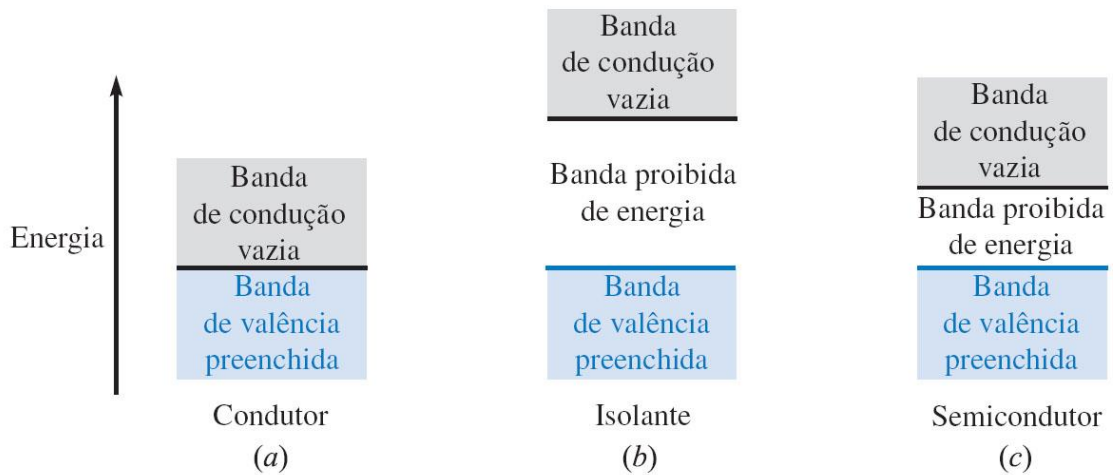 Energia
Banda
de condução
vazia
Banda
de valência
preenchida
Condutor
(a)
Banda
de condução
vazia
Banda proibida
de energia
Banda
de valência
preenchida
Isolante
(b)
Banda
de condução
vazia
Banda proibida
de energia
Banda
de valência
preenchida
Semicondutor
(c)